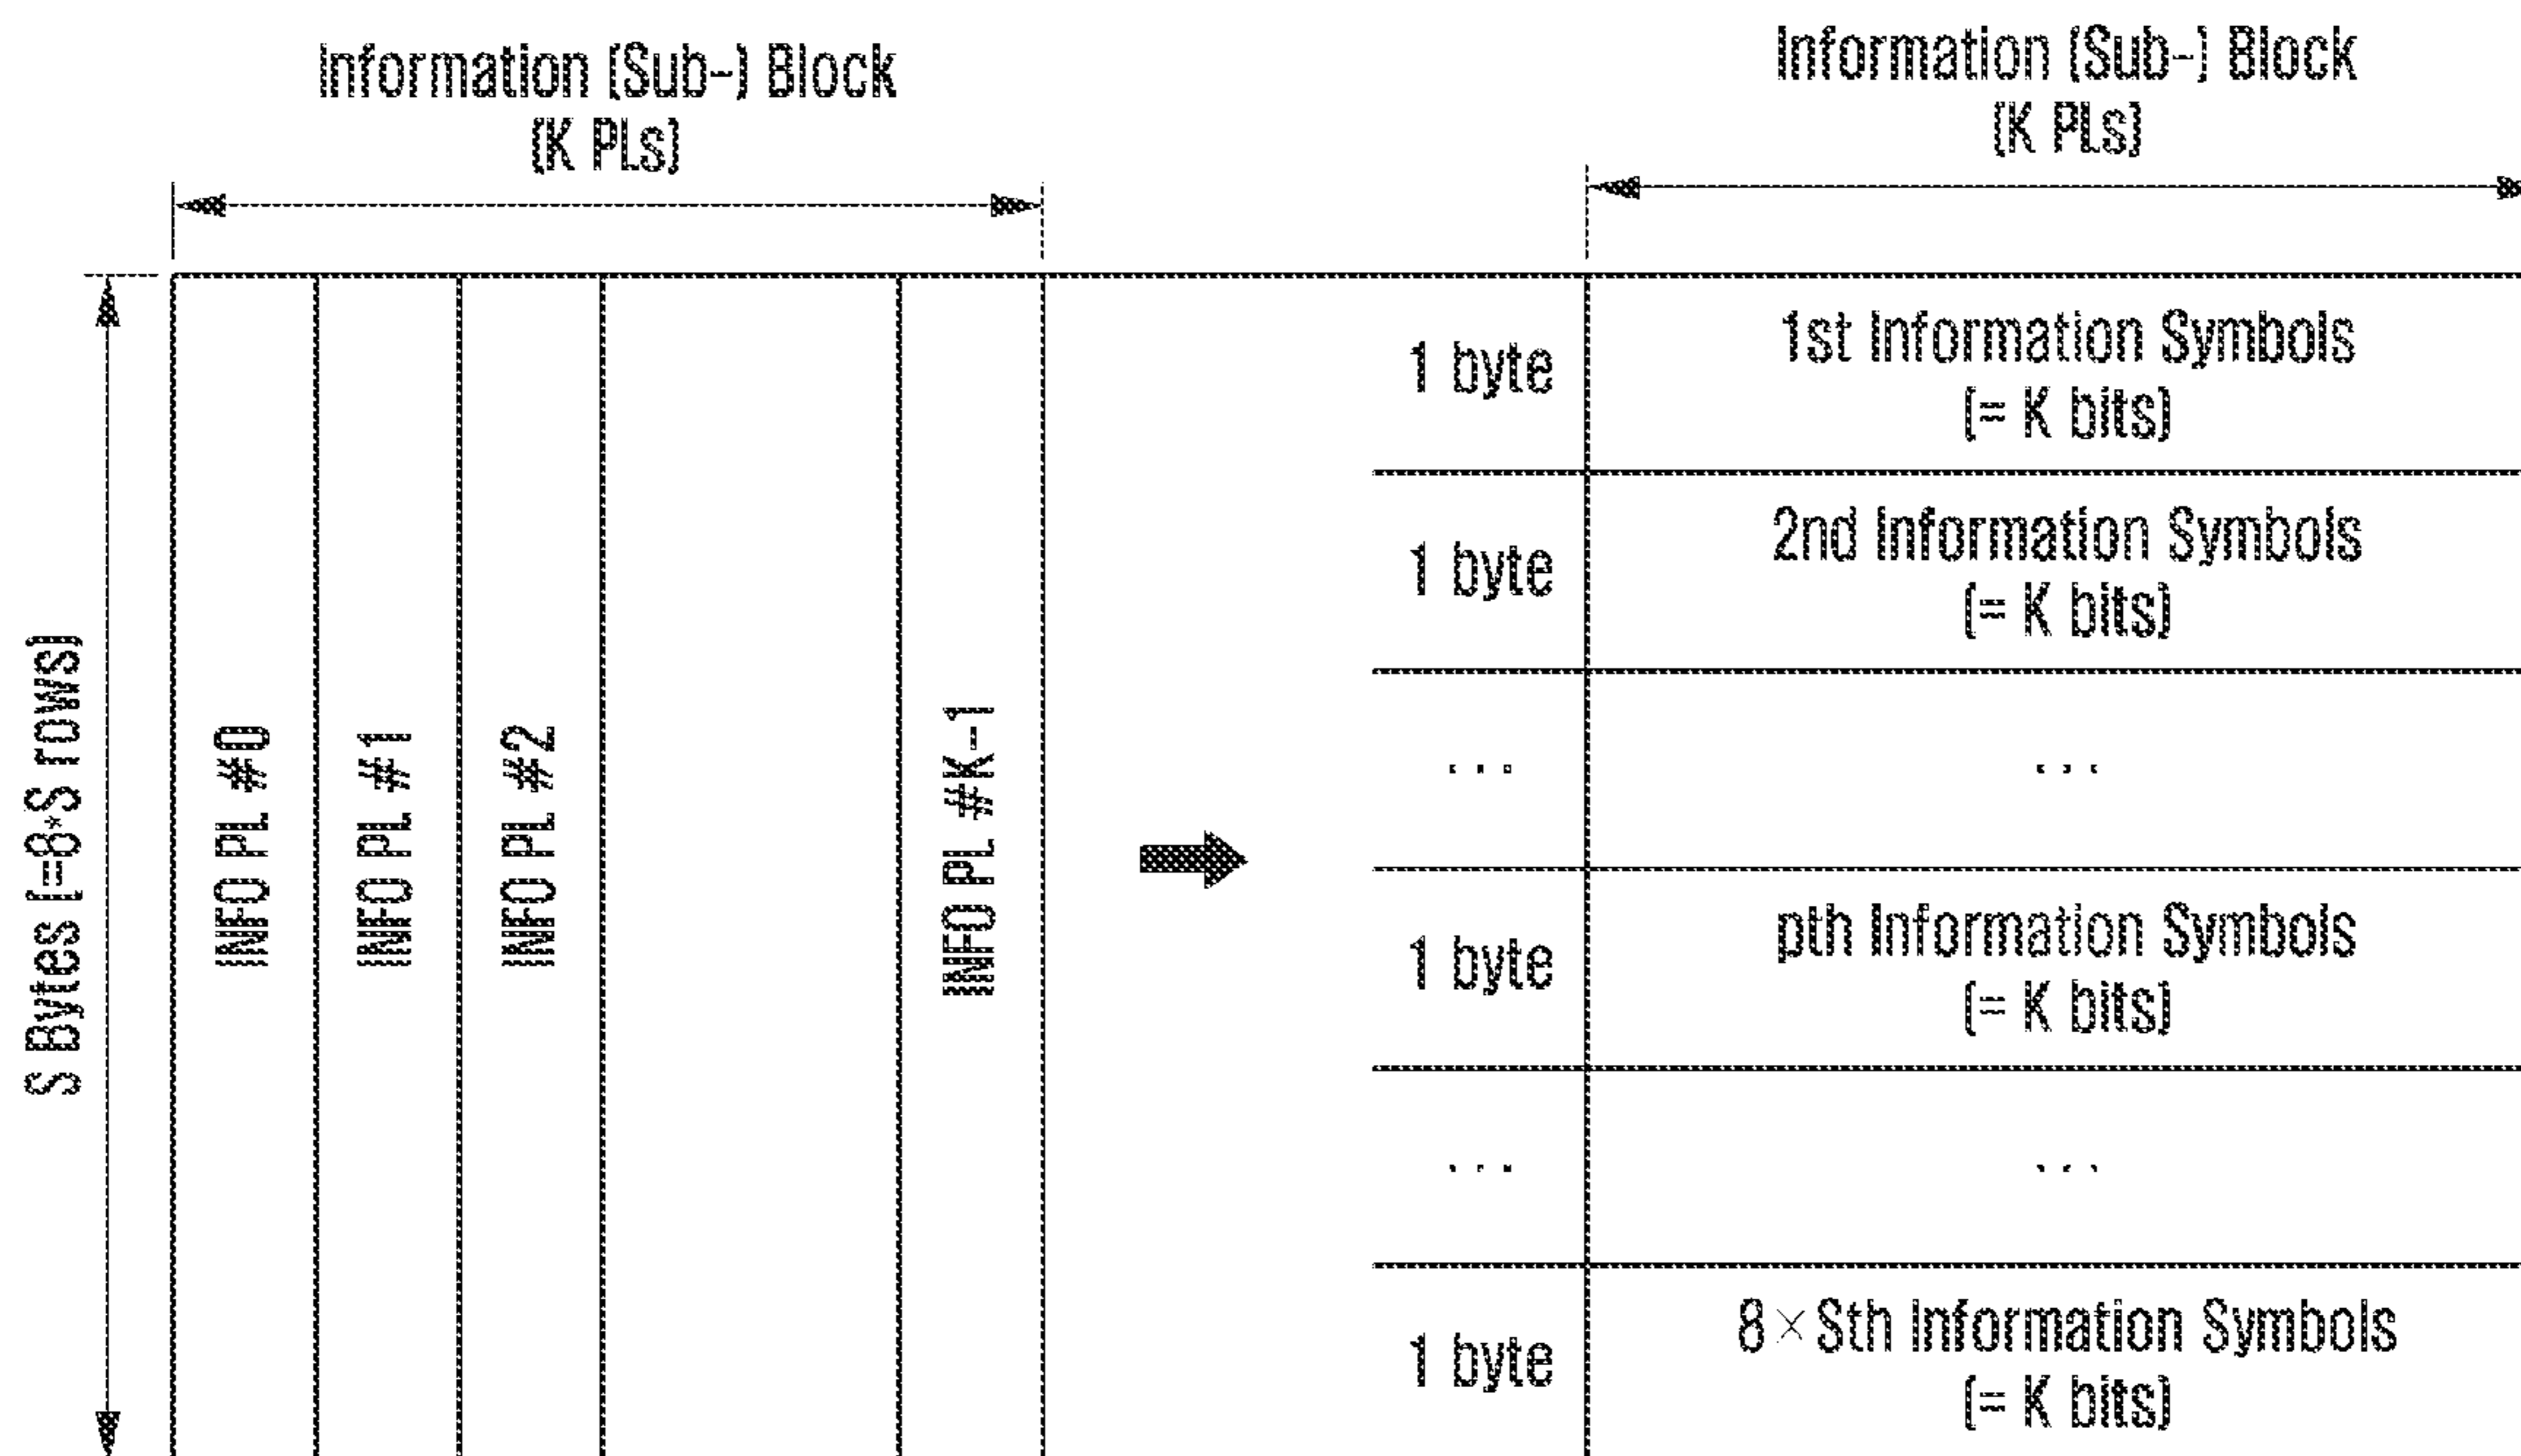 Information (Sub-) Block
(K PLs)
Information (Sub-) Block
(K PLs)
S Bytes (=8*S rows)
INFO PL #0
INFO PL #1
INFO PL #2
INFO PL #K-1
1 byte
1st Information Symbols
(= K bits)
1 byte
2nd Information Symbols
(= K bits)
...
...
1 byte
pth Information Symbols
(= K bits)
...
...
1 byte
8×Sth Information Symbols
(= K bits)